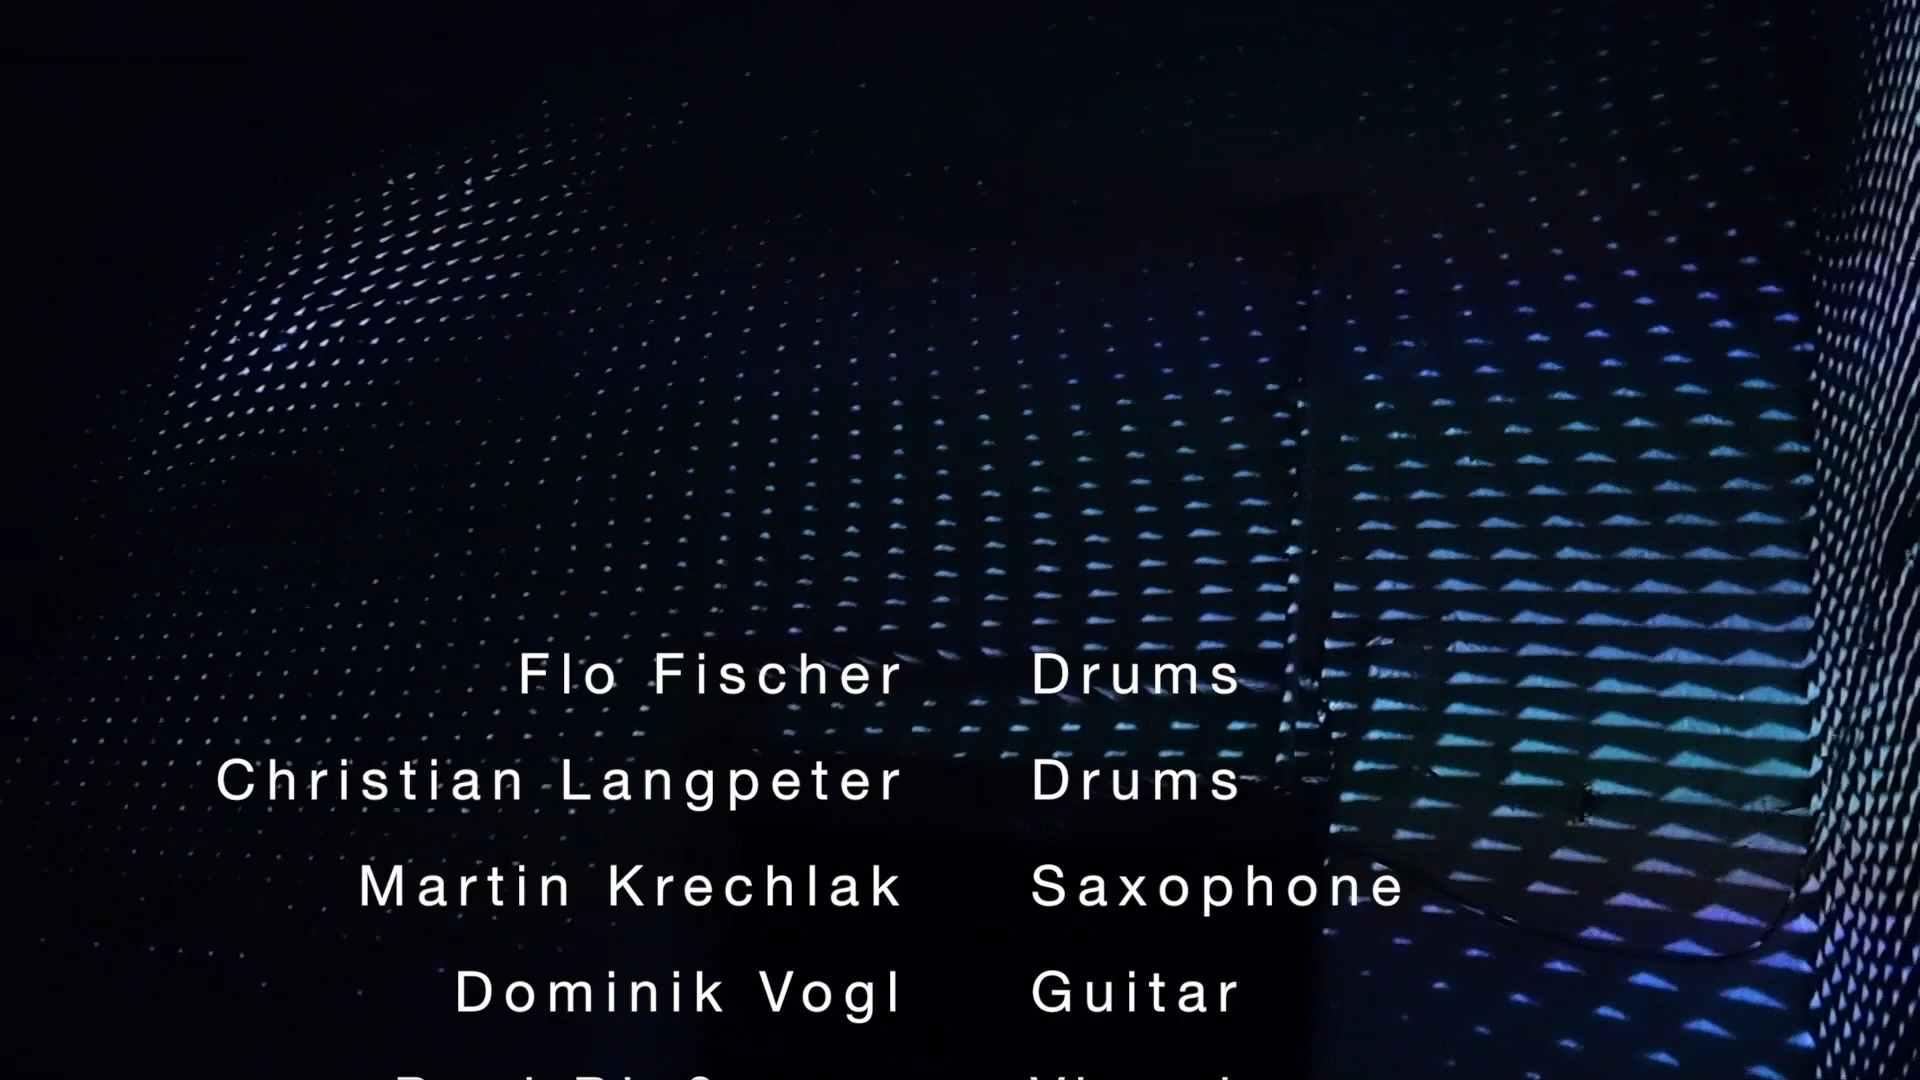 Flo Fischer Drums
Christian Langpeter Drums
Martin Krechlak Saxophone
Dominik Vogl Guitar